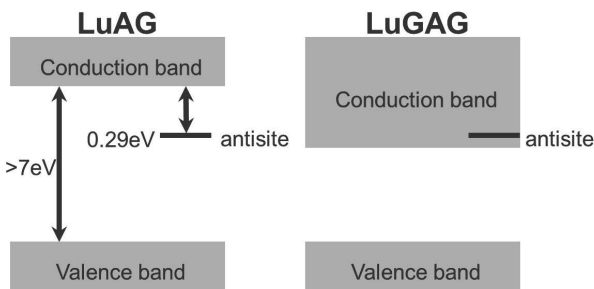 LuAG
LuGAG
Conduction band
Conduction band
0.29eV
antisite
antisite
>7eV
Valence band
Valence band